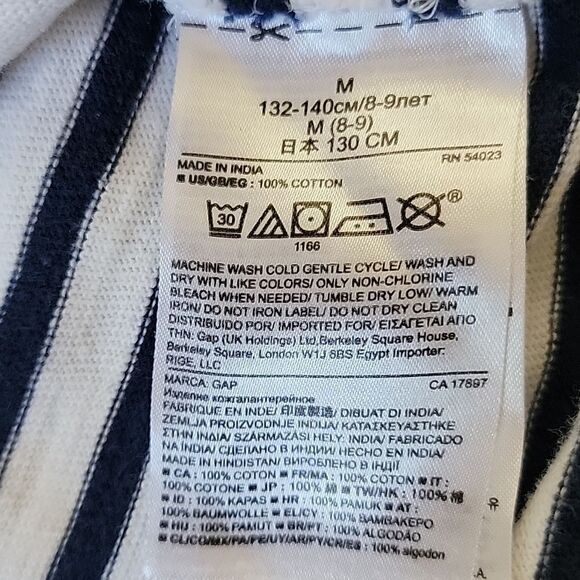 M
132-140см/8-9лет
M (8-9)
日本 130 CM
RN 54023
MADE IN INDIA
■ US/GB/EG : 100% COTTON
30
®
1166
MACHINE WASH COLD GENTLE CYCLE/ WASH AND
DRY WITH LIKE COLORS/ ONLY NON-CHLORINE
BLEACH WHEN NEEDED/ TUMBLE DRY LOW/ WARM
IRON/ DO NOT IRON LABEL/ DO NOT DRY CLEAN
DISTRIBUIDO POR/ IMPORTED FOR/ ΕΙΣΑΓΕΤΑΙ ΑΠΟ
ΤΗΝ: Gap (UK Holdings) Ltd,Berkeley Square House,
Berkeley Square, London W1J 6BS Egypt Importer:
RIGE, LLC
MARCA: GAP
CA 17897
Изделие кожгалантерейное
FABRIQUE EN INDE/ 印度製造/ DIBUAT DI INDIA/
ZEMLJA PROIZVODNJE INDIJA/ ΚΑΤΑΣΚΕΥΑΣΤΗΚΕ
ΣΤΗΝ ΙΝΔΙΑ/ SZÁRMAZÁSI HELY: INDIA/ FABRICADO
NA ÍNDIA/ СДЕЛАНО В ИНДИИ/ HECHO EN INDIA/
MADE IN HINDISTAN/ ВИРОБЛЕНО В ІНДІЇ
■ CA : 100% COTON ■ FR/MA : 100% COTON ■ IT :
100% COTONE ■ JP : 100% 綿 ■ TW/HK : 100% 棉
■ ID : 100% KAPAS ■ HR : 100% PAMUK ■ AT :
100% BAUMWOLLE ■ EL/CY : 100% ΒΑΜΒΑΚΕΡΟ
■ HU : 100% PAMUT ■ BR/PT : 100% ALGODÃO
■ CL/CO/MX/PA/PE/UY/AR/PY/CR/ES : 100% algodon